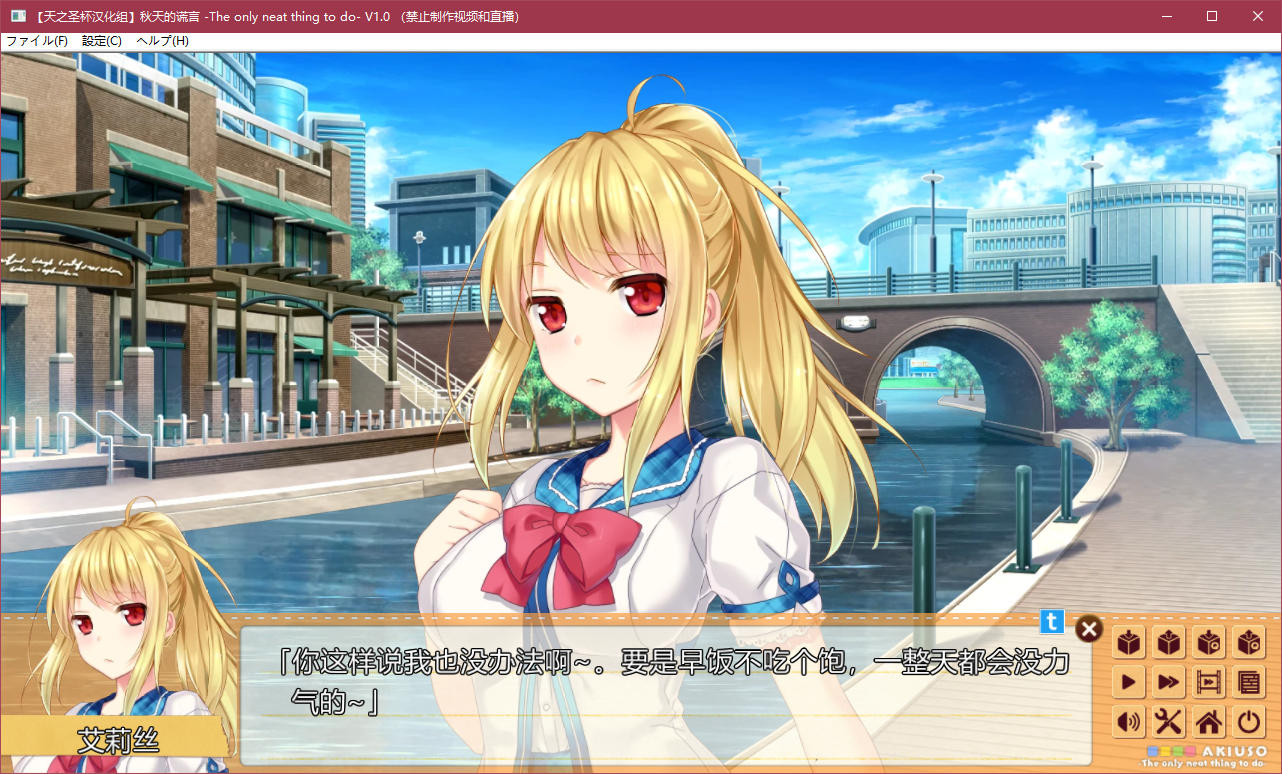 【天之圣杯汉化组】秋天的谎言 -The only neat thing to do- V1.0 （禁止制作视频和直播）
ファイル(F) 設定(C) ヘルプ(H)
t
「你这样说我也没办法啊~。要是早饭不吃个饱，一整天都会没力
气的~」
艾莉丝
AKIUSO
The only neat thing to do